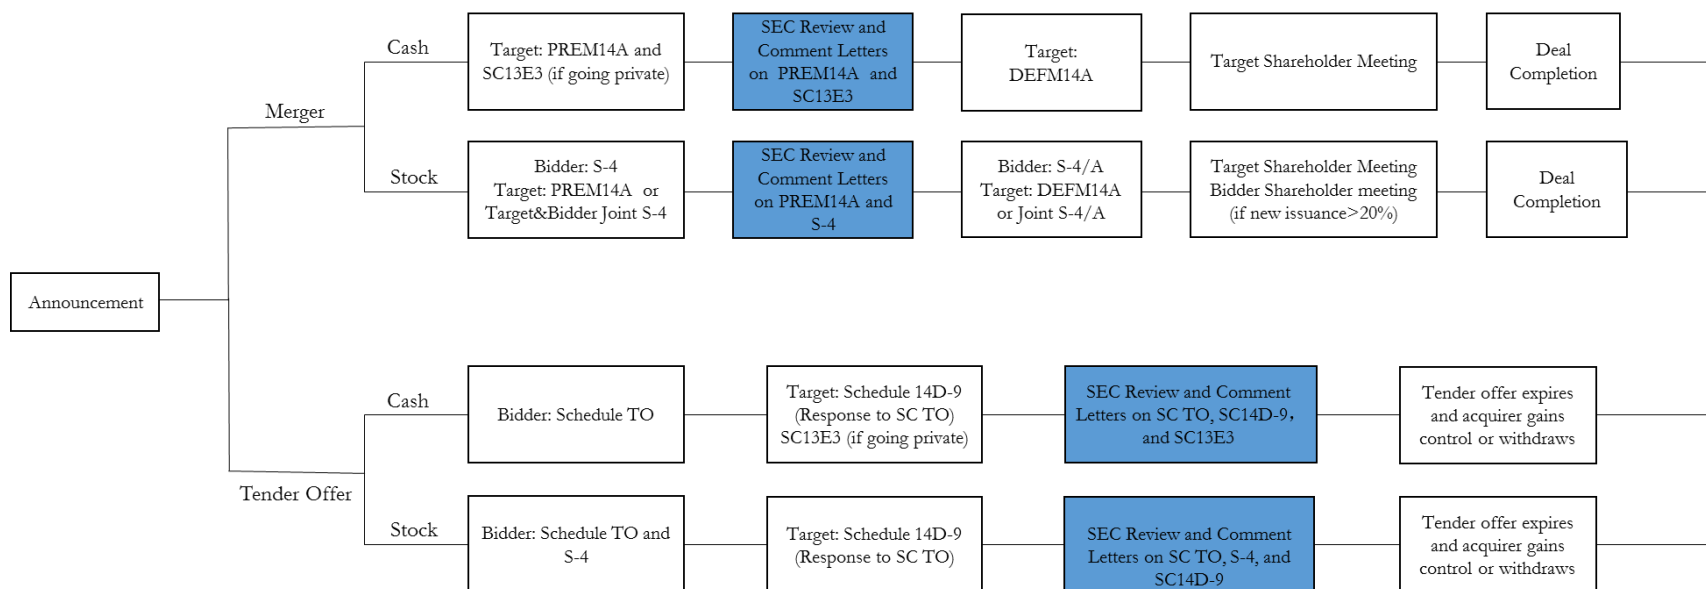 Announcement
Merger
Cash
Target: PREM14A and
SC13E3 (if going private)
SEC Review and
Comment Letters
on PREM14A and
SC13E3
Target:
DEFM14A
Target Shareholder Meeting
Deal
Completion
Stock
Bidder: S-4
Target: PREM14A or
Target&Bidder Joint S-4
SEC Review and
Comment Letters
on PREM14A and
S-4
Bidder: S-4/A
Target: DEFM14A
or Joint S-4/A
Target Shareholder Meeting
Bidder Shareholder meeting
(if new issuance>20%)
Deal
Completion
Tender Offer
Cash
Bidder: Schedule TO
Target: Schedule 14D-9
(Response to SC TO)
SC13E3 (if going private)
SEC Review and Comment
Letters on SC TO, SC14D-9,
and SC13E3
Tender offer expires
and acquirer gains
control or withdraws
Stock
Bidder: Schedule TO and
S-4
Target: Schedule 14D-9
(Response to SC TO)
SEC Review and Comment
Letters on SC TO, S-4, and
SC14D-9
Tender offer expires
and acquirer gains
control or withdraws